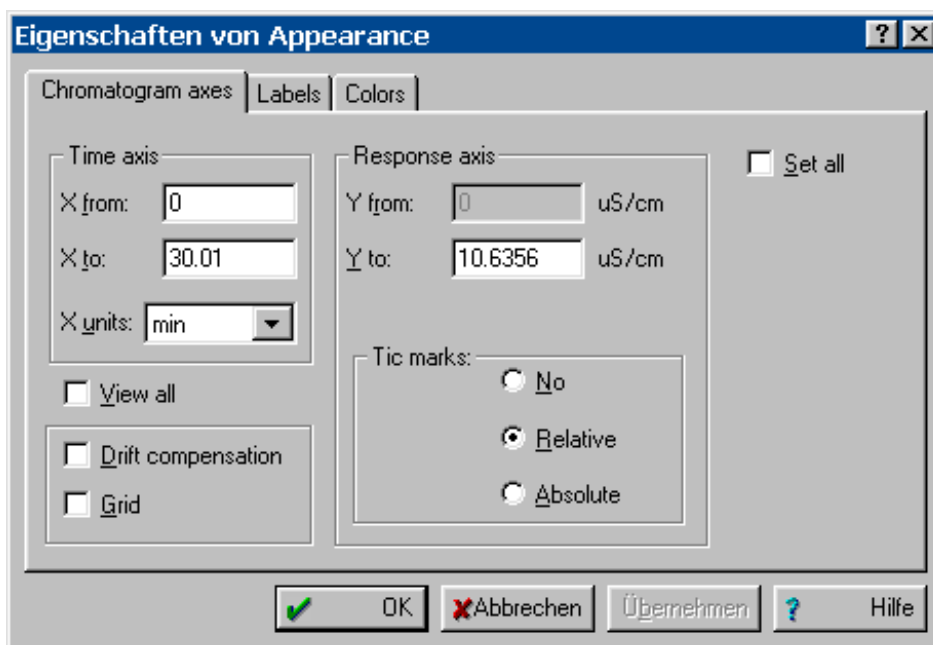 Eigenschaften von Appearance
Chromatogram axes Labels Colors
Time axis
X from: 0
X to: 30.01
X units: min
View all
Drift compensation
Grid
Response axis
Y from: 0 uS/cm
Y to: 10.6356 uS/cm
Tic marks:
No
Relative
Absolute
Set all
OK Abbrechen Übernehmen ? Hilfe